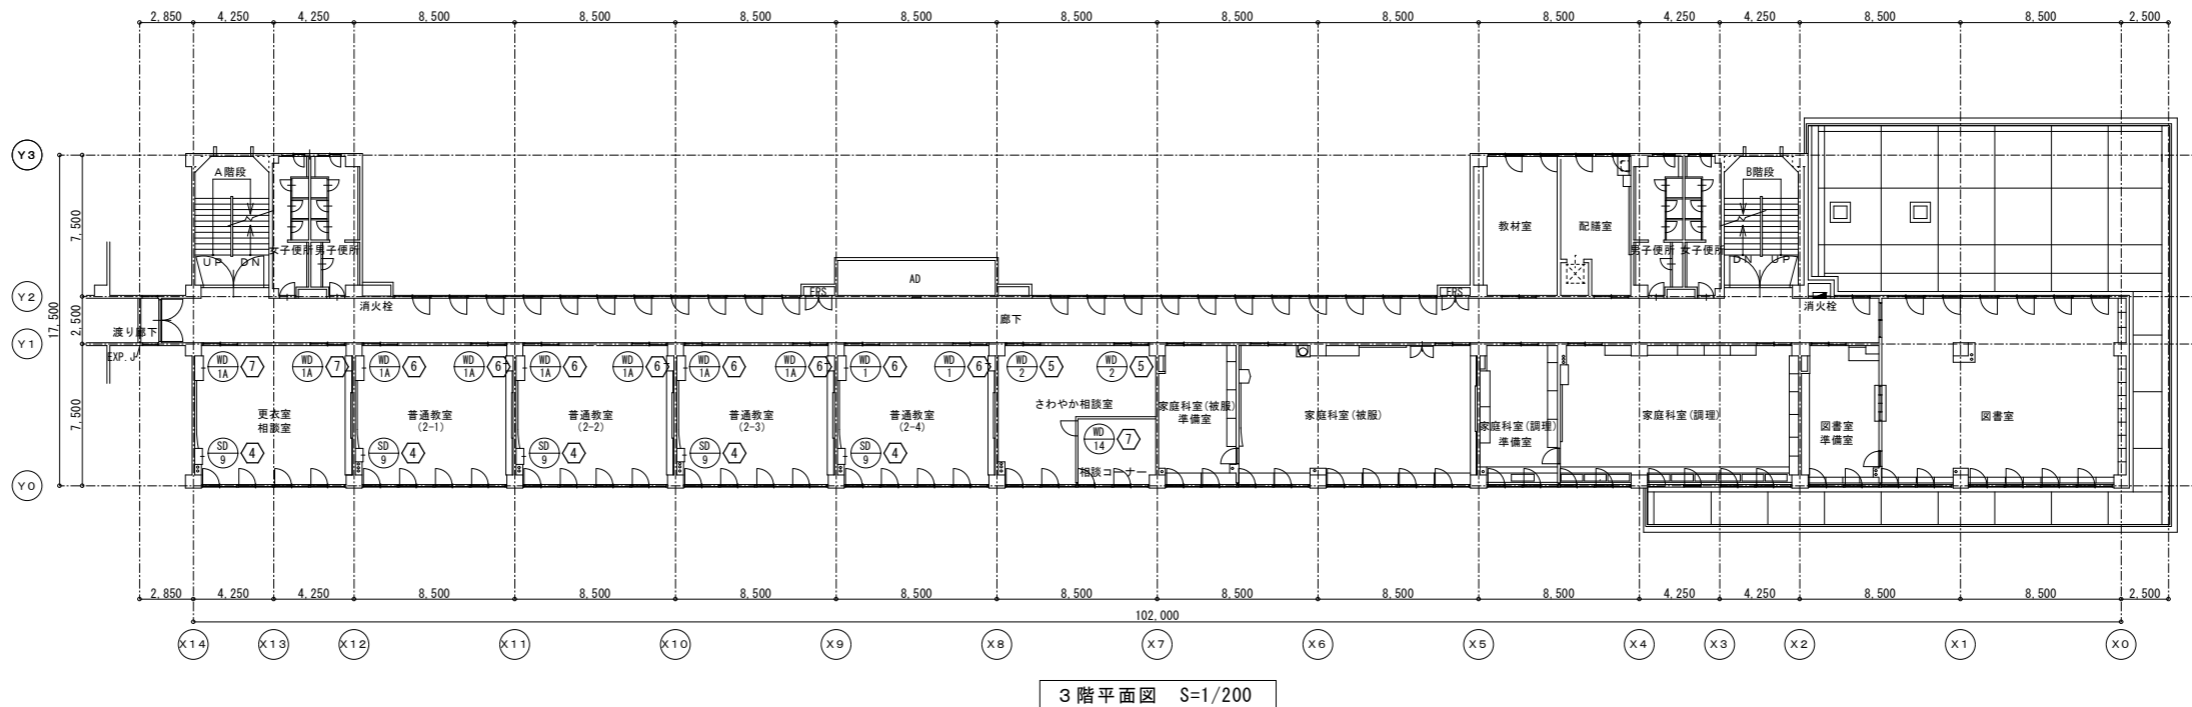 2,850 4,250 4,250 8,500 8,500 8,500 8,500 8,500 8,500 8,500 8,500 4,250 4,250 8,500 8,500 2,500
Y3
A階段
B階段
7,500
教材室
配膳室
女子便所
男子便所
男子便所
女子便所
UP DN
DN UP
AD
EPS
EPS
Y2
消火栓
消火栓
17,500
2,500
渡り廊下
廊下
Y1
EXP.J
WD 1A 7
WD 1A 7
WD 1A 6
WD 1A 6
WD 1A 6
WD 1A 6
WD 1A 6
WD 1A 6
WD 1 6
WD 1 6
WD 2 5
WD 2 5
7,500
更衣室
相談室
普通教室
(2-1)
普通教室
(2-2)
普通教室
(2-3)
普通教室
(2-4)
さわやか相談室
家庭科室(被服)
準備室
家庭科室(被服)
家庭科室(調理)
準備室
家庭科室(調理)
図書室
準備室
図書室
SD 9 4
SD 9 4
SD 9 4
SD 9 4
SD 9 4
WD 14 7
相談コーナー
Y0
2,850 4,250 4,250 8,500 8,500 8,500 8,500 8,500 8,500 8,500 8,500 4,250 4,250 8,500 8,500 2,500
102,000
X14 X13 X12 X11 X10 X9 X8 X7 X6 X5 X4 X3 X2 X1 X0
3階平面図 S=1/200